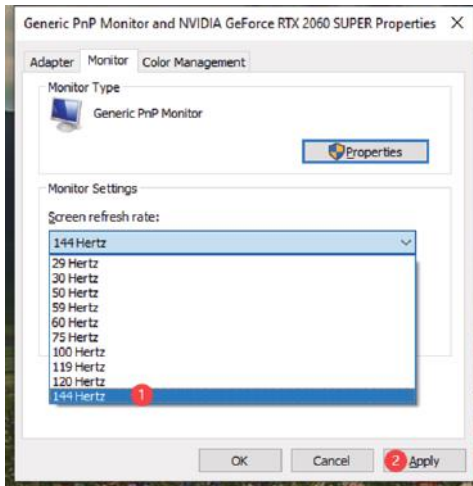 Generic PnP Monitor and NVIDIA GeForce RTX 2060 SUPER Properties
Adapter Monitor Color Management
Monitor Type
Generic PnP Monitor
Properties
Monitor Settings
Screen refresh rate:
144 Hertz
29 Hertz
30 Hertz
50 Hertz
59 Hertz
60 Hertz
75 Hertz
100 Hertz
119 Hertz
120 Hertz
144 Hertz 1
OK Cancel 2 Apply